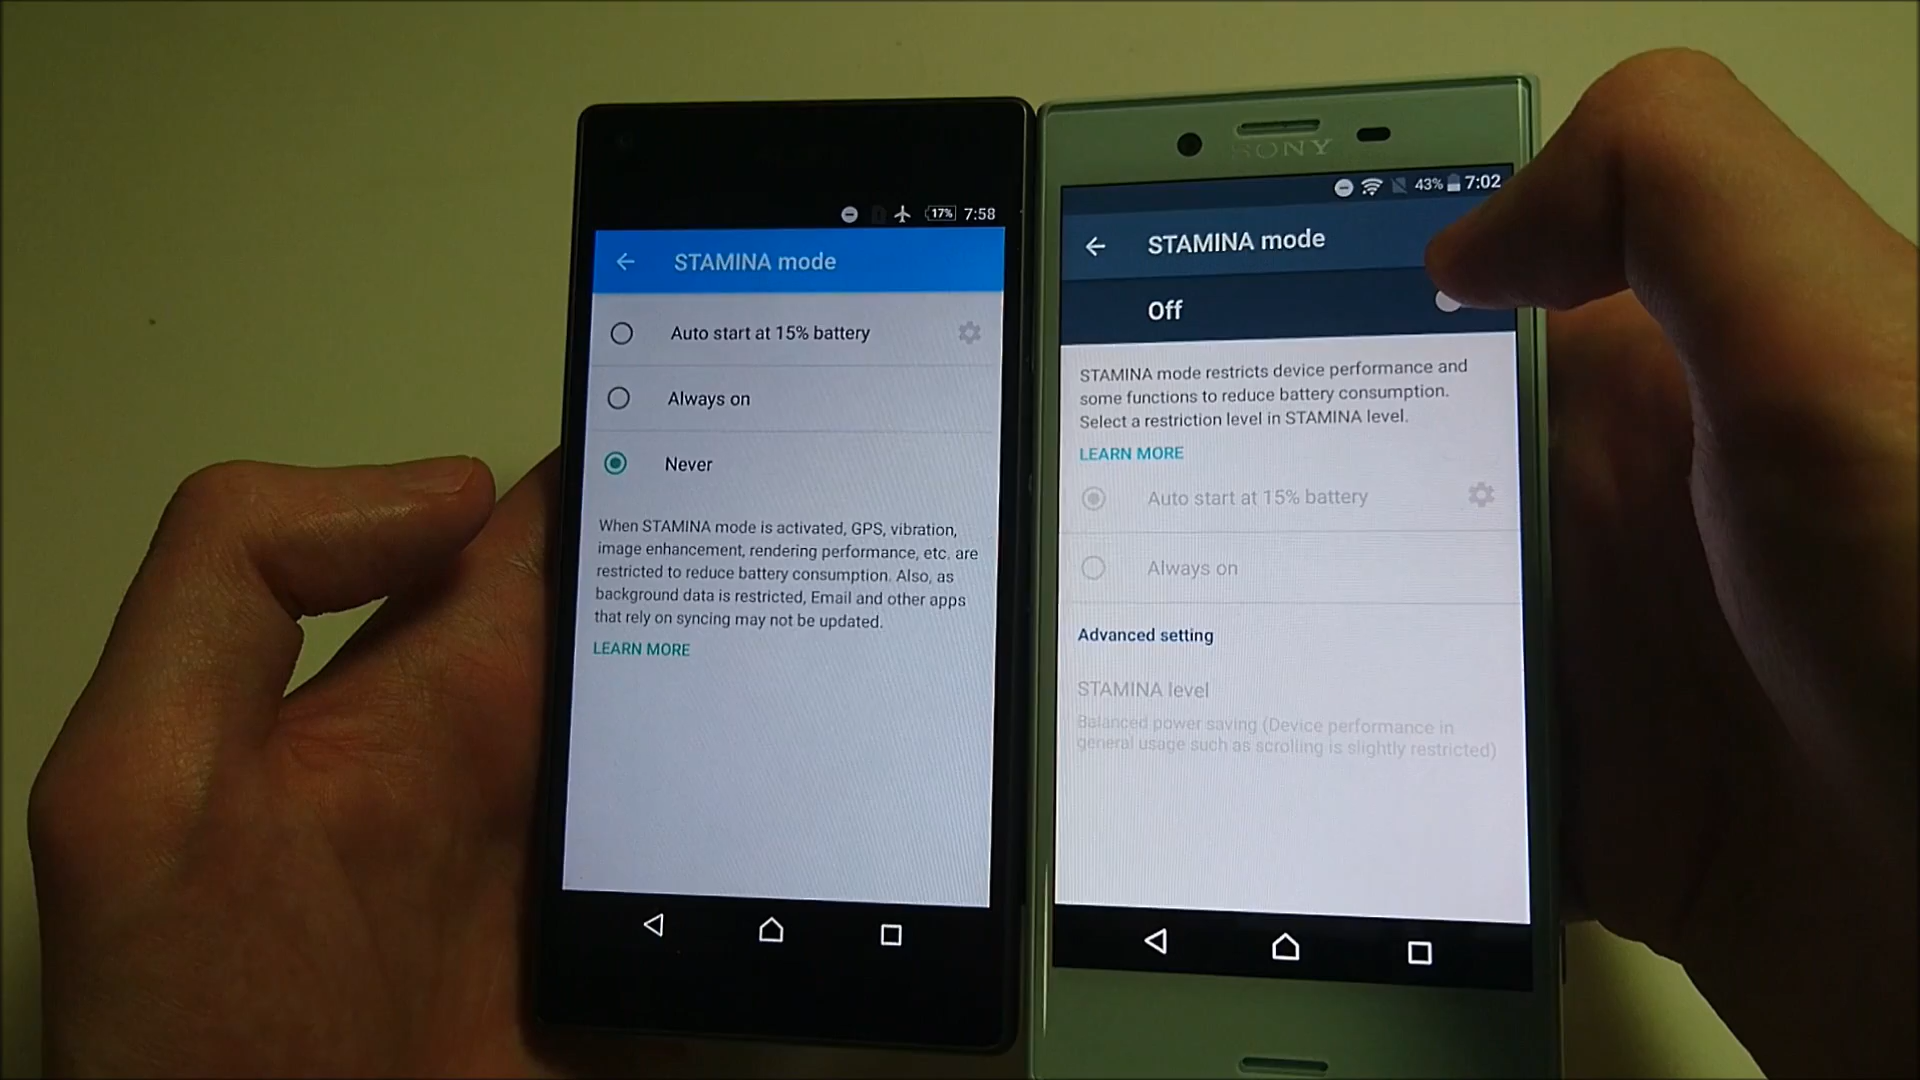 17% 7:58
STAMINA mode
Auto start at 15% battery
Always on
Never
When STAMINA mode is activated, GPS, vibration,
image enhancement, rendering performance, etc. are
restricted to reduce battery consumption. Also, as
background data is restricted, Email and other apps
that rely on syncing may not be updated.
LEARN MORE
SONY
43% 7:02
STAMINA mode
Off
STAMINA mode restricts device performance and
some functions to reduce battery consumption.
Select a restriction level in STAMINA level.
LEARN MORE
Auto start at 15% battery
Always on
Advanced setting
STAMINA level
Balanced power saving (Device performance in
general usage such as scrolling is slightly restricted)